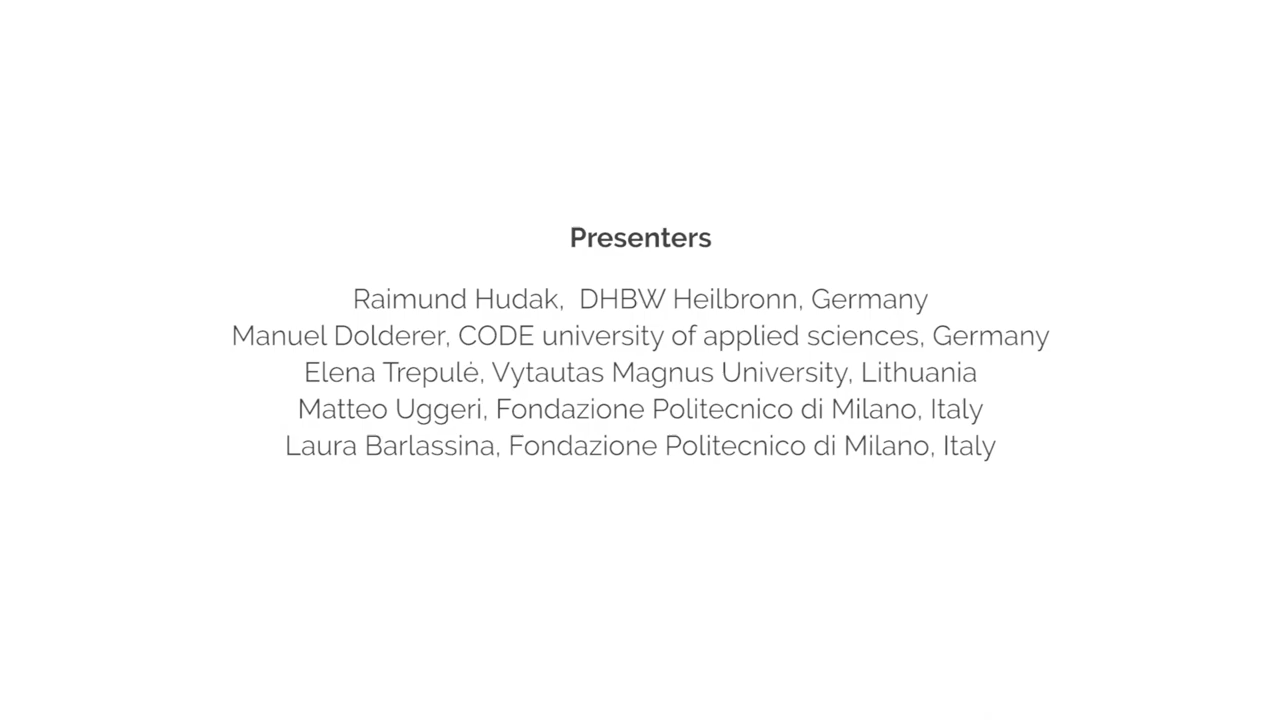 Presenters
Raimund Hudak, DHBW Heilbronn, Germany
Manuel Dolderer, CODE university of applied sciences, Germany
Elena Trepulė, Vytautas Magnus University, Lithuania
Matteo Uggeri, Fondazione Politecnico di Milano, Italy
Laura Barlassina, Fondazione Politecnico di Milano, Italy